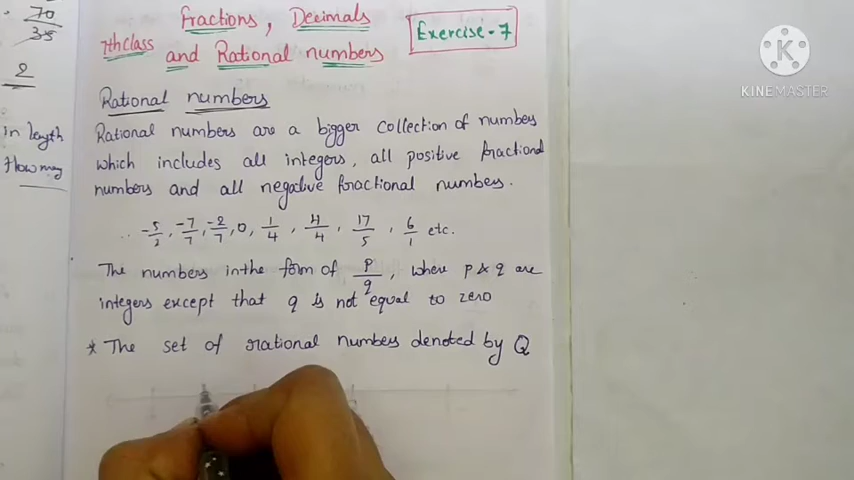 . 70
35
2
in length
How many
Fractions, Decimals
7th class and Rational numbers
Exercise - 7
Rational numbers
Rational numbers are a bigger collection of numbers
which includes all integers, all positive fractional
numbers and all negative fractional numbers.
.. -5/2, -7/7, -2/7, 0, 1/4, 4/4, 17/5, 6/1 etc.
The numbers in the form of p/q, where p & q are
integers except that q is not equal to zero
* The set of rational numbers denoted by Q
K
KINEMASTER